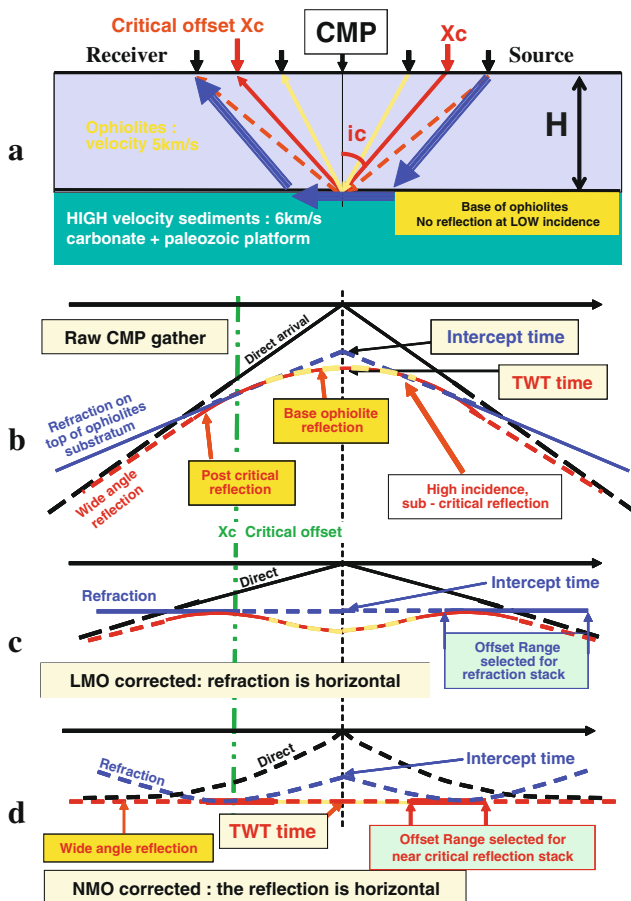 Critical offset Xc
CMP
Xc
Receiver
Source
a
Ophiolites :
velocity 5km/s
ic
H
HIGH velocity sediments : 6km/s
carbonate + paleozoic platform
Base of ophiolites
No reflection at LOW incidence
Raw CMP gather
Direct arrival
Intercept time
TWT time
Refraction on
top of ophiolites
substratum
Base ophiolite
reflection
b
Wide angle
reflection
Post critical
reflection
High incidence,
sub - critical reflection
Xc Critical offset
Direct
Refraction
Intercept time
c
Offset Range
selected for
refraction stack
LMO corrected: refraction is horizontal
Direct
Refraction
Intercept time
d
Wide angle reflection
TWT time
Offset Range selected for
near critical reflection stack
NMO corrected : the reflection is horizontal